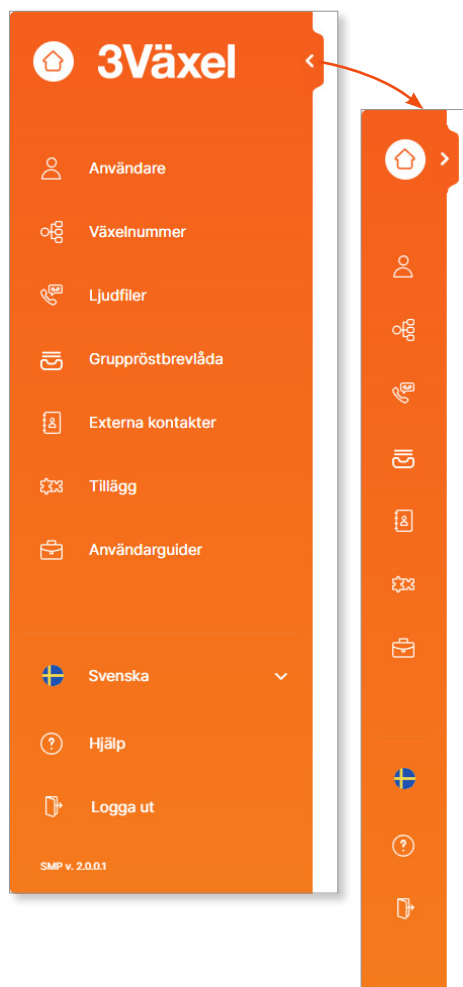 3Växel
Användare
Växelnummer
Ljudfiler
Gruppröstbrevlåda
Externa kontakter
Tillägg
Användarguider
Svenska
Hjälp
Logga ut
SMP v. 2.0.0.1